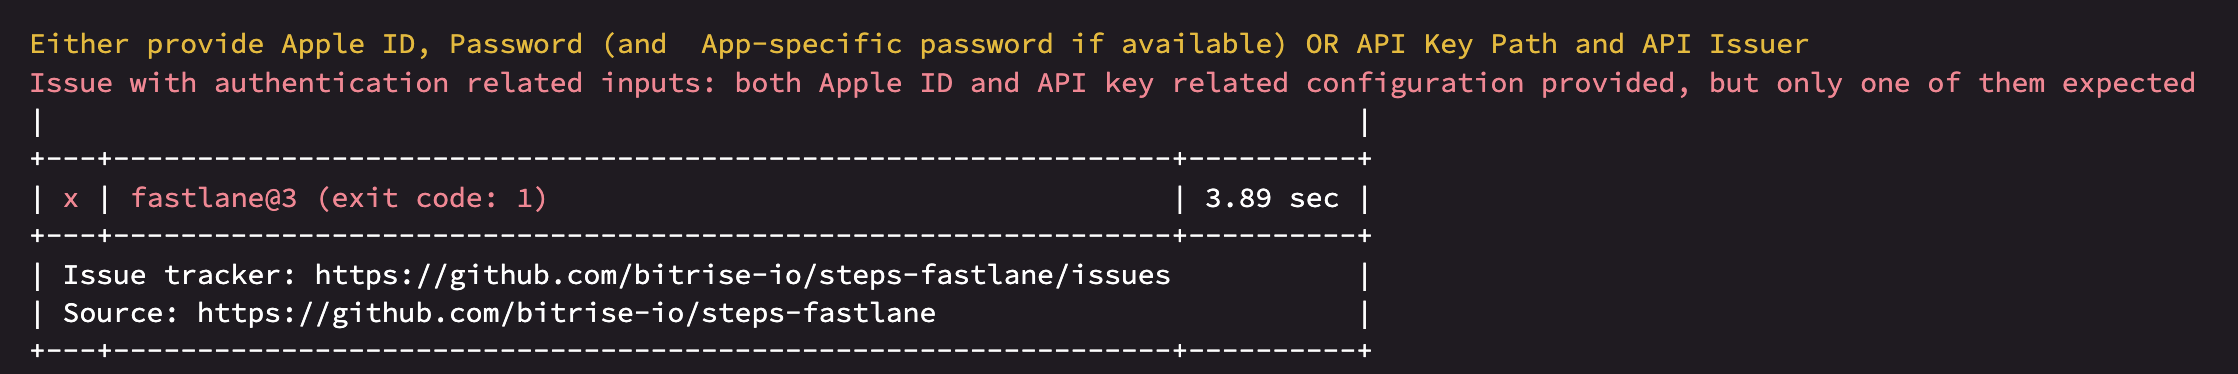 Either provide Apple ID, Password (and  App-specific password if available) OR API Key Path and API Issuer
Issue with authentication related inputs: both Apple ID and API key related configuration provided, but only one of them expected
|                                                                               |
+---+---------------------------------------------------------------+----------+
| x | fastlane@3 (exit code: 1)                                     | 3.89 sec |
+---+---------------------------------------------------------------+----------+
| Issue tracker: https://github.com/bitrise-io/steps-fastlane/issues           |
| Source: https://github.com/bitrise-io/steps-fastlane                         |
+---+---------------------------------------------------------------+----------+